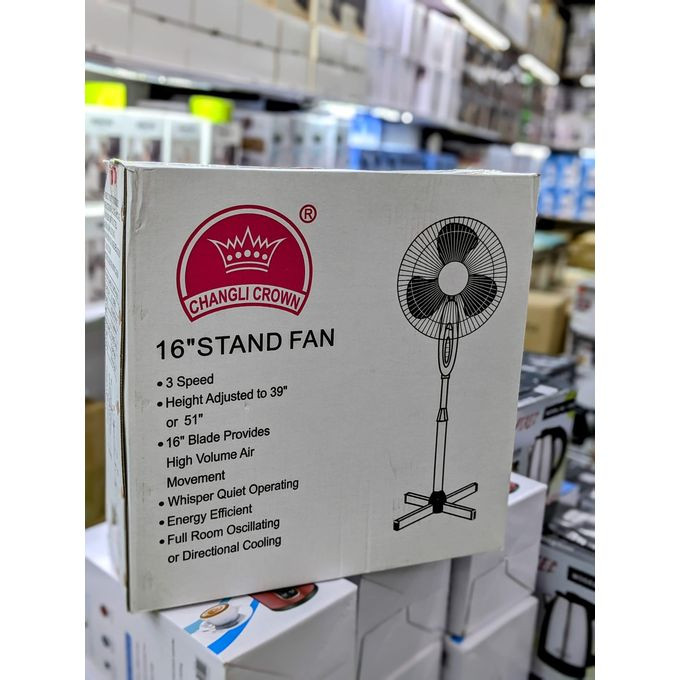 ®
CHANGLI CROWN
16"STAND FAN
• 3 Speed
• Height Adjusted to 39"
or 51"
• 16" Blade Provides
High Volume Air
Movement
• Whisper Quiet Operating
• Energy Efficient
• Full Room Oscillating
or Directional Cooling